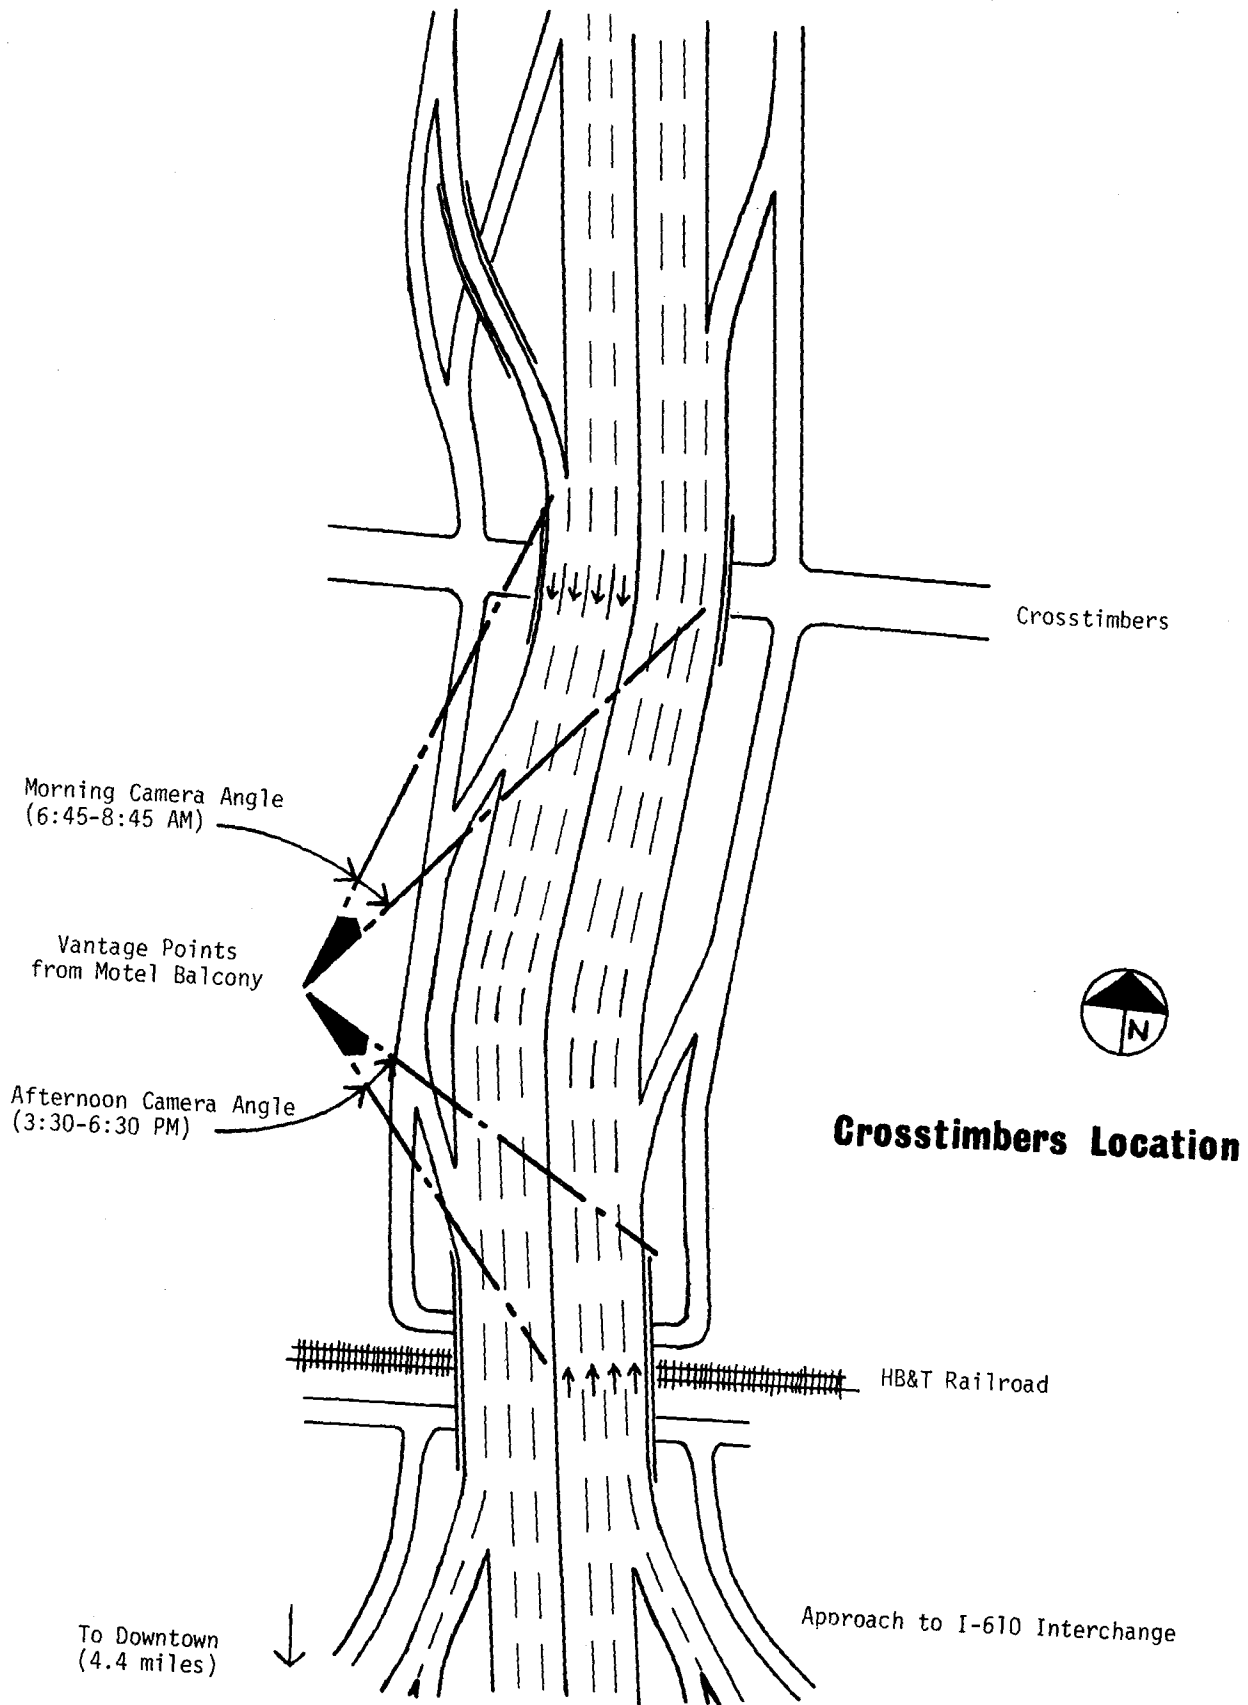 Crosstimbers
Morning Camera Angle
(6:45-8:45 AM)
Vantage Points
from Motel Balcony
N
Afternoon Camera Angle
(3:30-6:30 PM)
Crosstimbers Location
HB&T Railroad
Approach to I-610 Interchange
To Downtown
(4.4 miles)